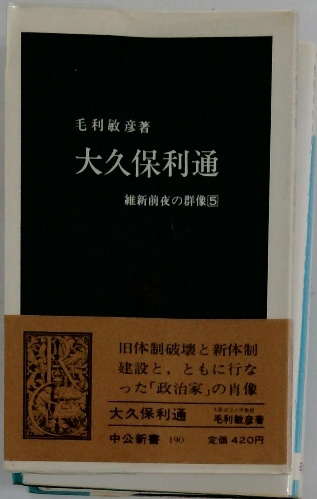 毛利敏彦著
大久保利通
維新前夜の群像5
旧体制破壊と新体制
建設と，ともに行な
った「政治家」の肖像
大久保利通
毛利敏彦著
中公新書 190 定価 420円